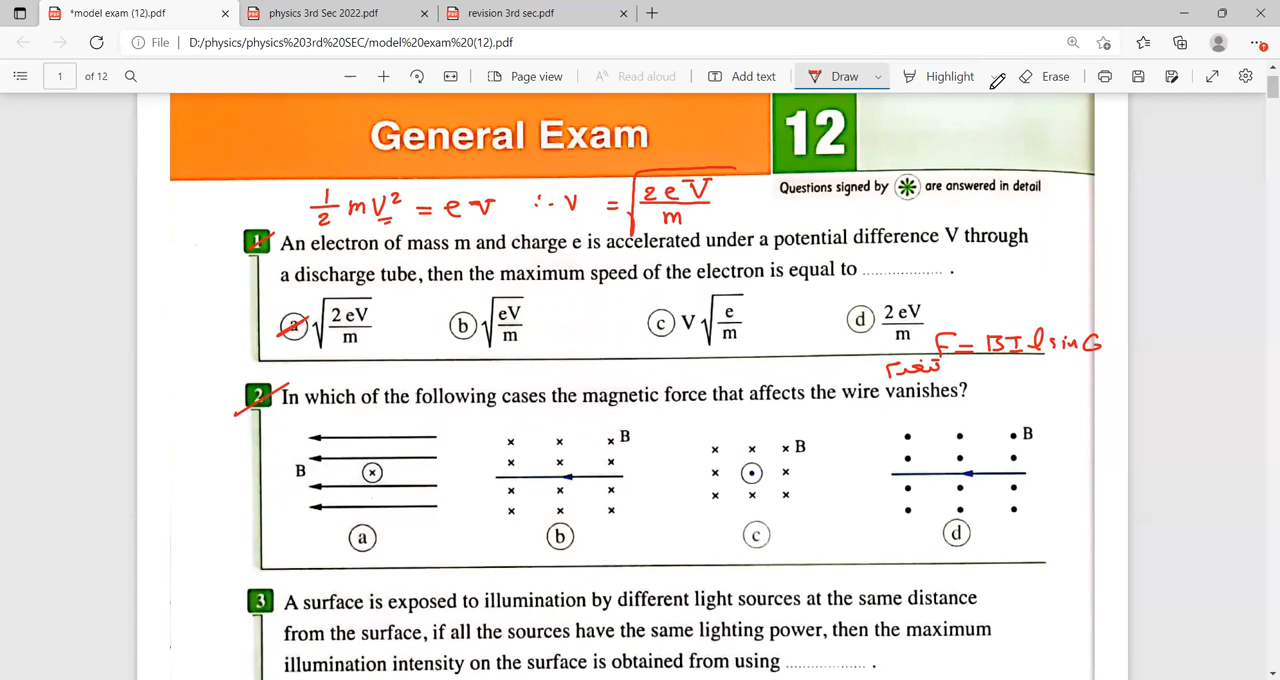 *model exam (12).pdf
physics 3rd Sec 2022.pdf
revision 3rd sec.pdf
File D:/physics/physics%203rd%20SEC/model%20exam%20(12).pdf
1 of 12
Page view
Read aloud
Add text
Draw
Highlight
Erase
General Exam 12
Questions signed by * are answered in detail
1/2 m V² = e V ∴ V = √(2 e V / m)
1 An electron of mass m and charge e is accelerated under a potential difference V through
a discharge tube, then the maximum speed of the electron is equal to .................... .
a √(2 eV / m) b √(eV / m) c V √(e / m) d 2 eV / m
F = B I l sin θ
تنعدم
2 In which of the following cases the magnetic force that affects the wire vanishes?
B B B B
a b c d
3 A surface is exposed to illumination by different light sources at the same distance
from the surface, if all the sources have the same lighting power, then the maximum
illumination intensity on the surface is obtained from using .................... .